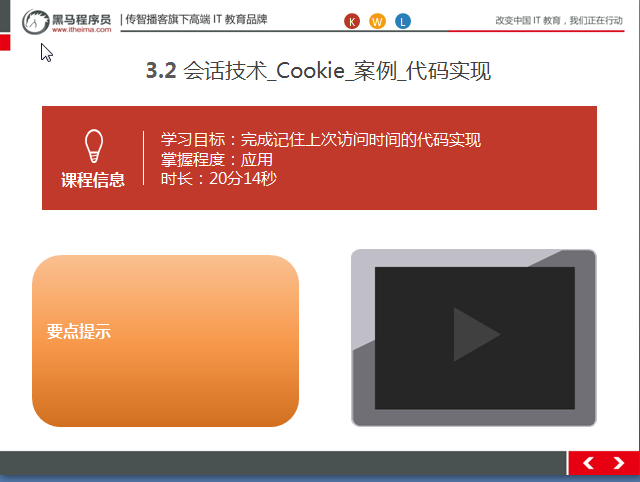 黑马程序员
www.itheima.com
传智播客旗下高端 IT 教育品牌
K W L
改变中国 IT 教育，我们正在行动
3.2 会话技术_Cookie_案例_代码实现
学习目标：完成记住上次访问时间的代码实现
掌握程度：应用
时长：20分14秒
课程信息
要点提示